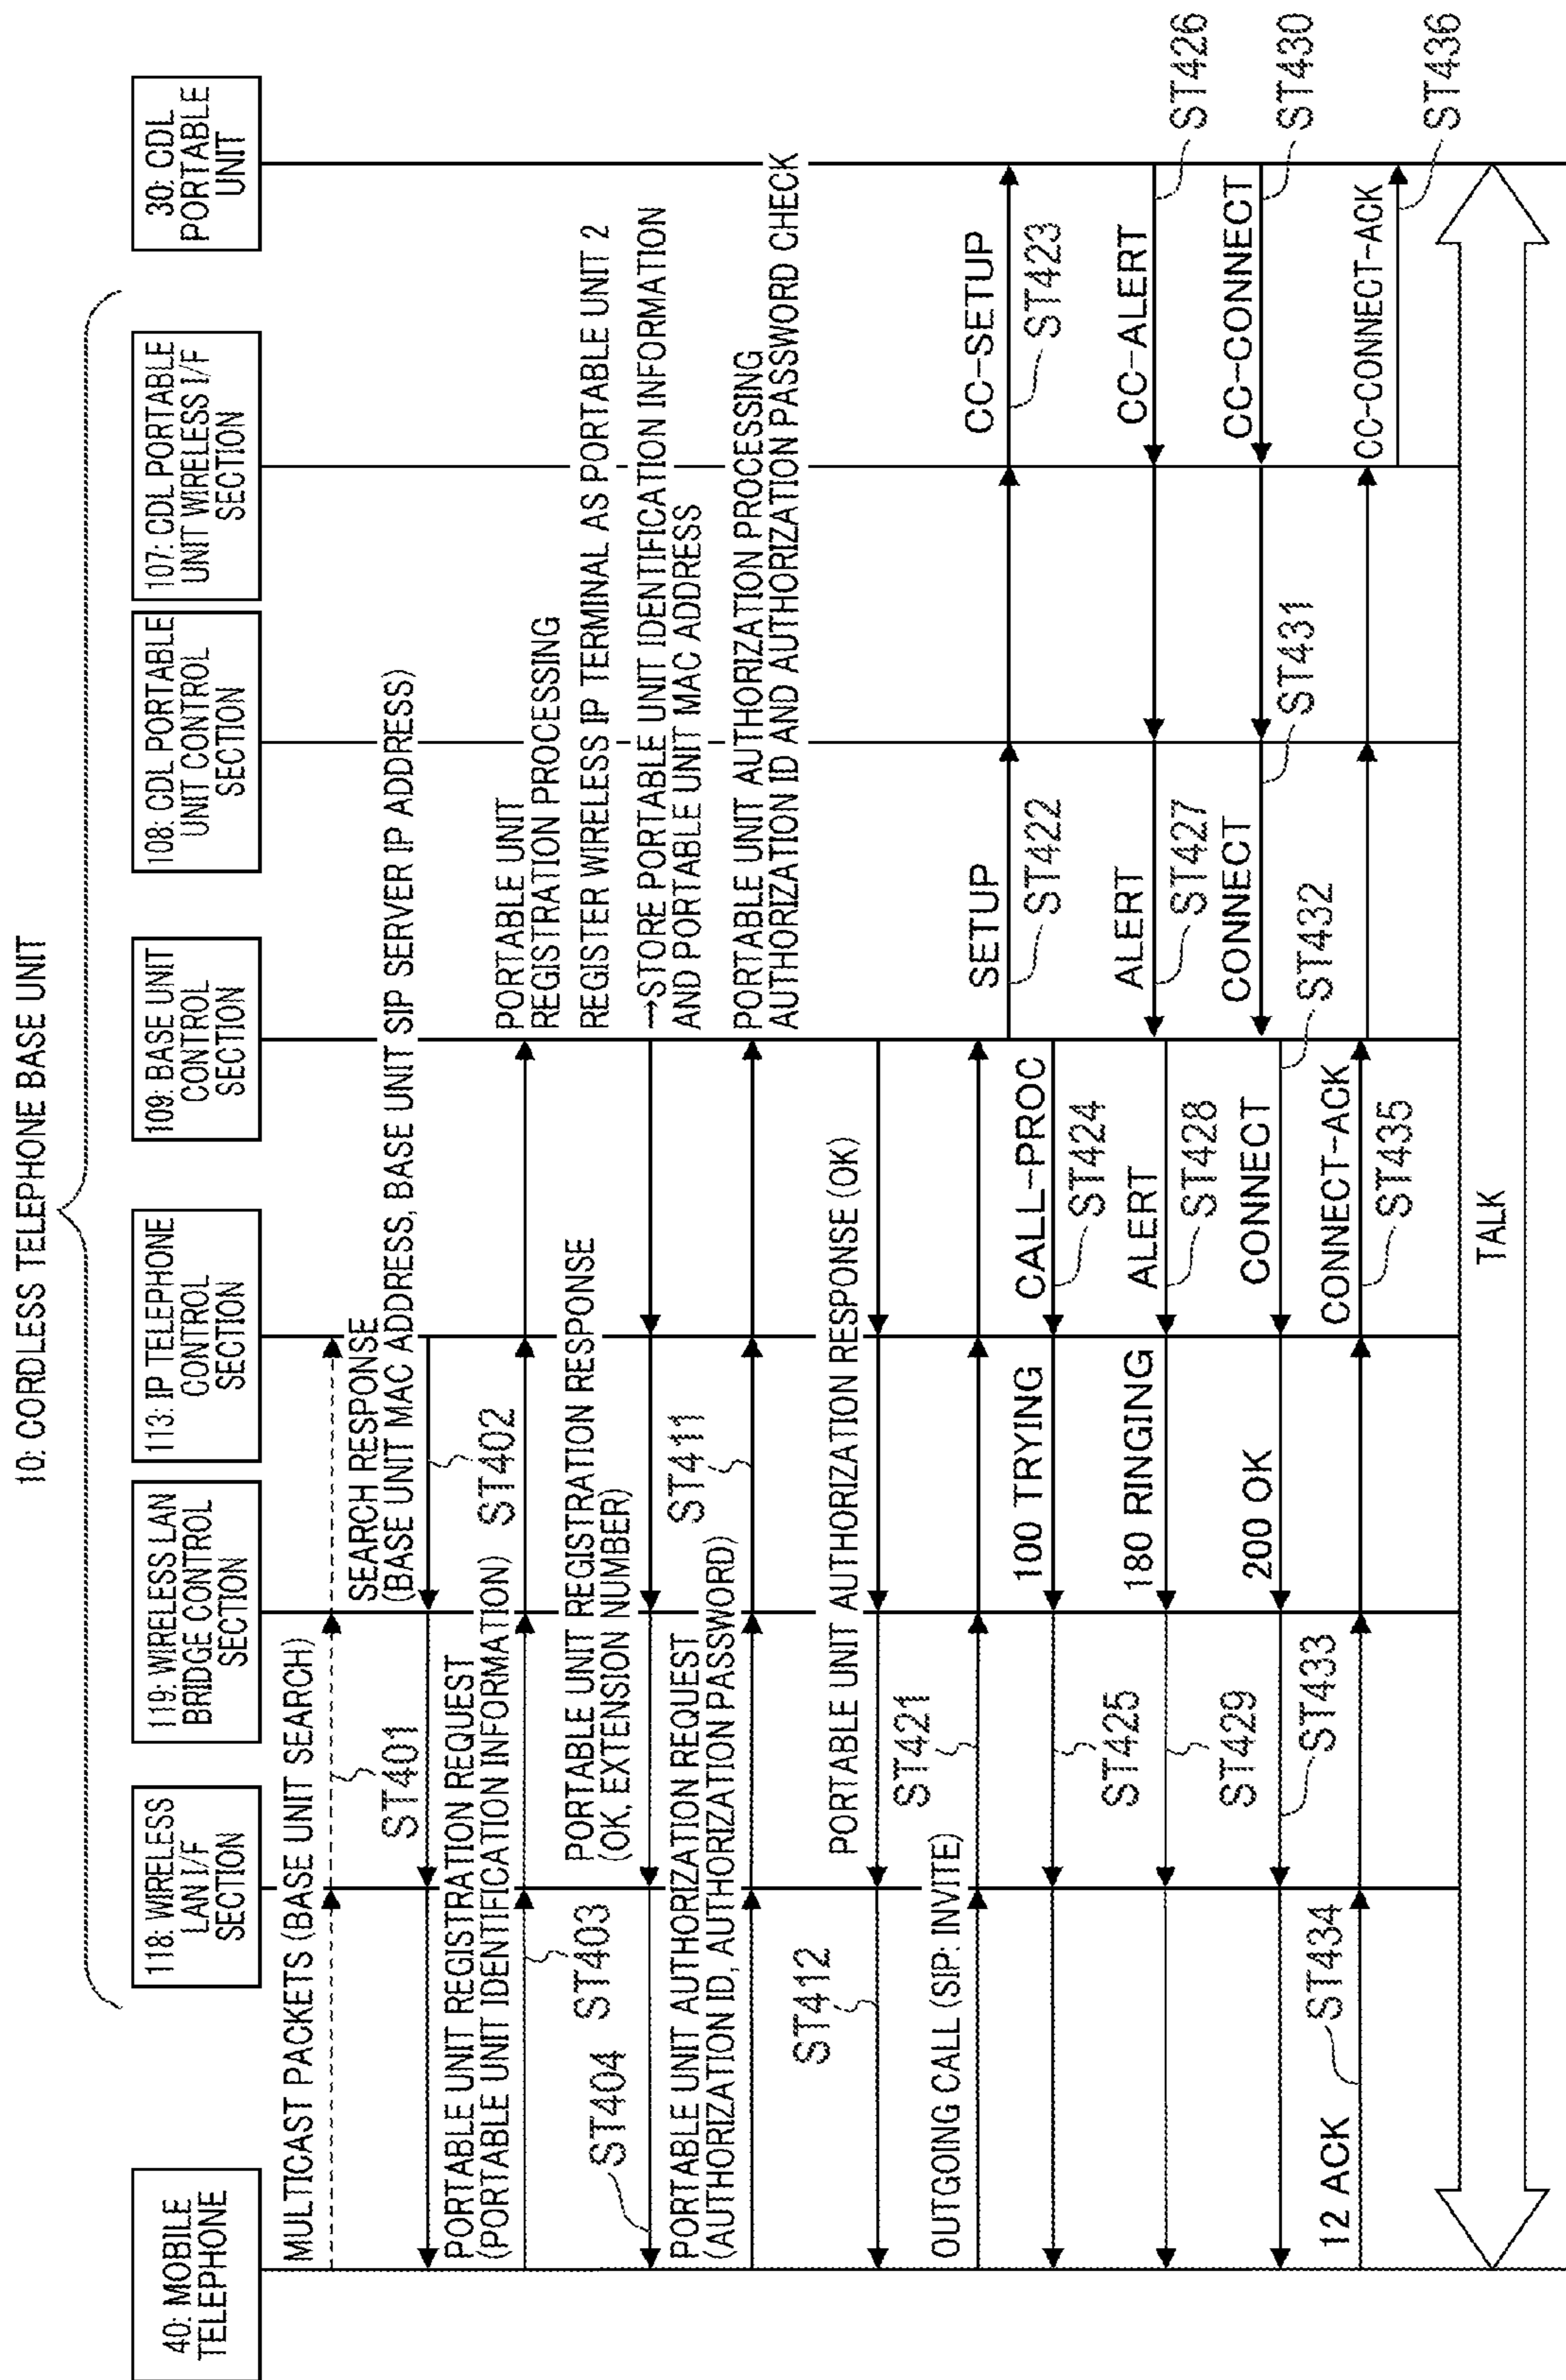 10: CORDLESS TELEPHONE BASE UNIT
40: MOBILE
TELEPHONE
118: WIRELESS
LAN I/F
SECTION
119: WIRELESS LAN
BRIDGE CONTROL
SECTION
113: IP TELEPHONE
CONTROL
SECTION
109: BASE UNIT
CONTROL
SECTION
108: CDL PORTABLE
UNIT CONTROL
SECTION
107: CDL PORTABLE
UNIT WIRELESS I/F
SECTION
30: CDL
PORTABLE
UNIT
MULTICAST PACKETS (BASE UNIT SEARCH)
ST401
SEARCH RESPONSE
(BASE UNIT MAC ADDRESS, BASE UNIT SIP SERVER IP ADDRESS)
ST402
PORTABLE UNIT REGISTRATION REQUEST
(PORTABLE UNIT IDENTIFICATION INFORMATION)
ST403
PORTABLE UNIT
REGISTRATION PROCESSING
REGISTER WIRELESS IP TERMINAL AS PORTABLE UNIT 2
→STORE PORTABLE UNIT IDENTIFICATION INFORMATION
AND PORTABLE UNIT MAC ADDRESS
PORTABLE UNIT REGISTRATION RESPONSE
(OK, EXTENSION NUMBER)
ST404
PORTABLE UNIT AUTHORIZATION REQUEST
(AUTHORIZATION ID, AUTHORIZATION PASSWORD)
ST411
PORTABLE UNIT AUTHORIZATION PROCESSING
AUTHORIZATION ID AND AUTHORIZATION PASSWORD CHECK
PORTABLE UNIT AUTHORIZATION RESPONSE (OK)
ST412
OUTGOING CALL (SIP: INVITE)
ST421
SETUP
ST422
CC-SETUP
ST423
CALL-PROC
ST424
100 TRYING
ST425
CC-ALERT
ST426
ALERT
ST427
ALERT
ST428
180 RINGING
ST429
CC-CONNECT
ST430
CONNECT
ST431
CONNECT
ST432
200 OK
ST433
12 ACK
ST434
CONNECT-ACK
ST435
CC-CONNECT-ACK
ST436
TALK